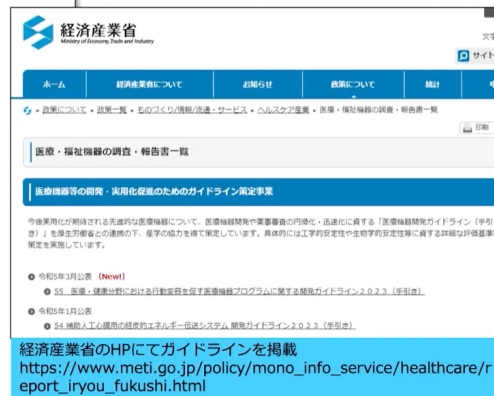 経済産業省
Ministry of Economy, Trade and Industry
文字
サイト
ホーム 経済産業省について お知らせ 政策について 統計
政策について ▸ 政策一覧 ▸ ものづくり/情報/流通・サービス ▸ ヘルスケア産業 ▸ 医療・福祉機器の調査・報告書一覧
印刷
医療・福祉機器の調査・報告書一覧
医療機器等の開発・実用化促進のためのガイドライン策定事業
今後実用化が期待される先進的な医療機器について、医療機器開発や薬事審査の円滑化・迅速化に資する「医療機器開発ガイドライン（手引
き）」を厚生労働省との連携の下、産学の協力を得て策定しています。具体的には工学的安定性や生物学的安定性等に資する詳細な評価基準
策定を実施しています。
令和5年3月公表 （New!）
55 医療・健康分野における行動変容を促す医療機器プログラムに関する開発ガイドライン２０２３（手引き）
令和5年1月公表
54 補助人工心臓用の経皮的エネルギー伝送システム 開発ガイドライン２０２３（手引き）
経済産業省のHPにてガイドラインを掲載
https://www.meti.go.jp/policy/mono_info_service/healthcare/r
eport_iryou_fukushi.html